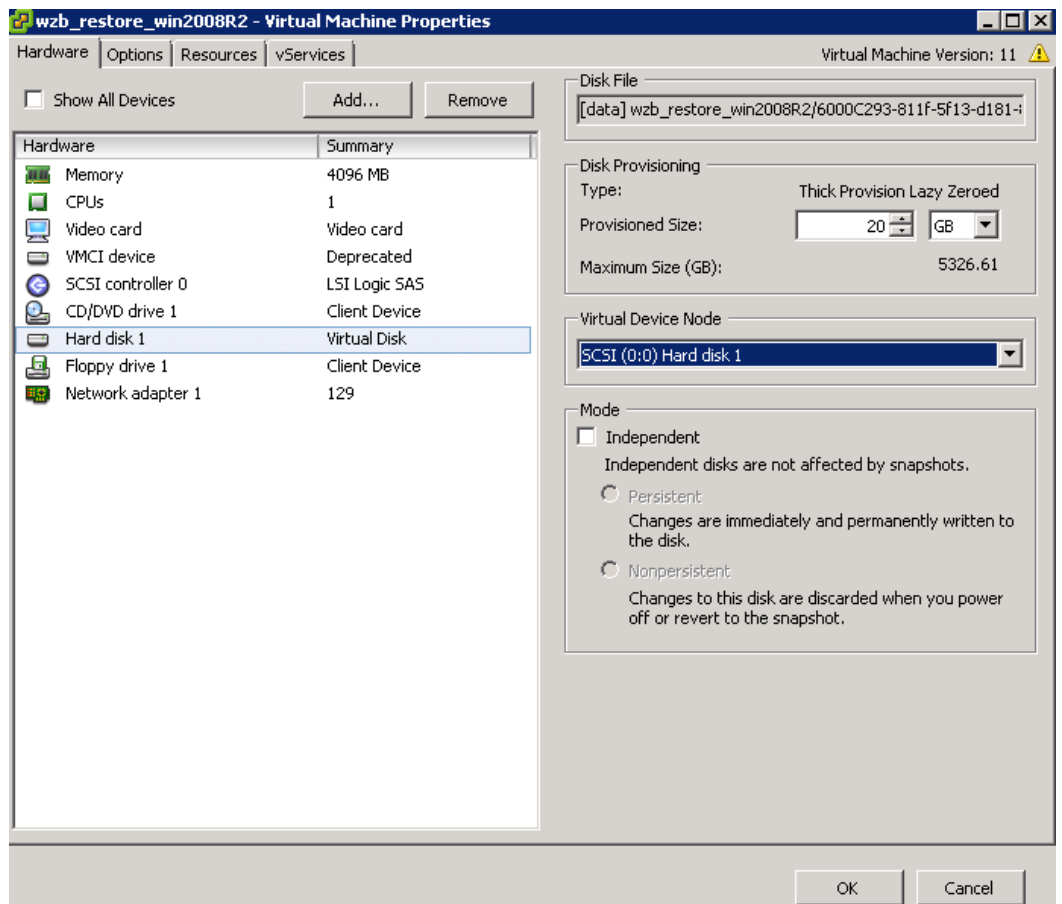 wzb_restore_win2008R2 - Virtual Machine Properties
Hardware Options Resources vServices Virtual Machine Version: 11
Show All Devices Add... Remove
Hardware Summary
Memory 4096 MB
CPUs 1
Video card Video card
VMCI device Deprecated
SCSI controller 0 LSI Logic SAS
CD/DVD drive 1 Client Device
Hard disk 1 Virtual Disk
Floppy drive 1 Client Device
Network adapter 1 129
Disk File
[data] wzb_restore_win2008R2/6000C293-811f-5f13-d181-
Disk Provisioning
Type: Thick Provision Lazy Zeroed
Provisioned Size: 20 GB
Maximum Size (GB): 5326.61
Virtual Device Node
SCSI (0:0) Hard disk 1
Mode
Independent
Independent disks are not affected by snapshots.
Persistent
Changes are immediately and permanently written to
the disk.
Nonpersistent
Changes to this disk are discarded when you power
off or revert to the snapshot.
OK Cancel